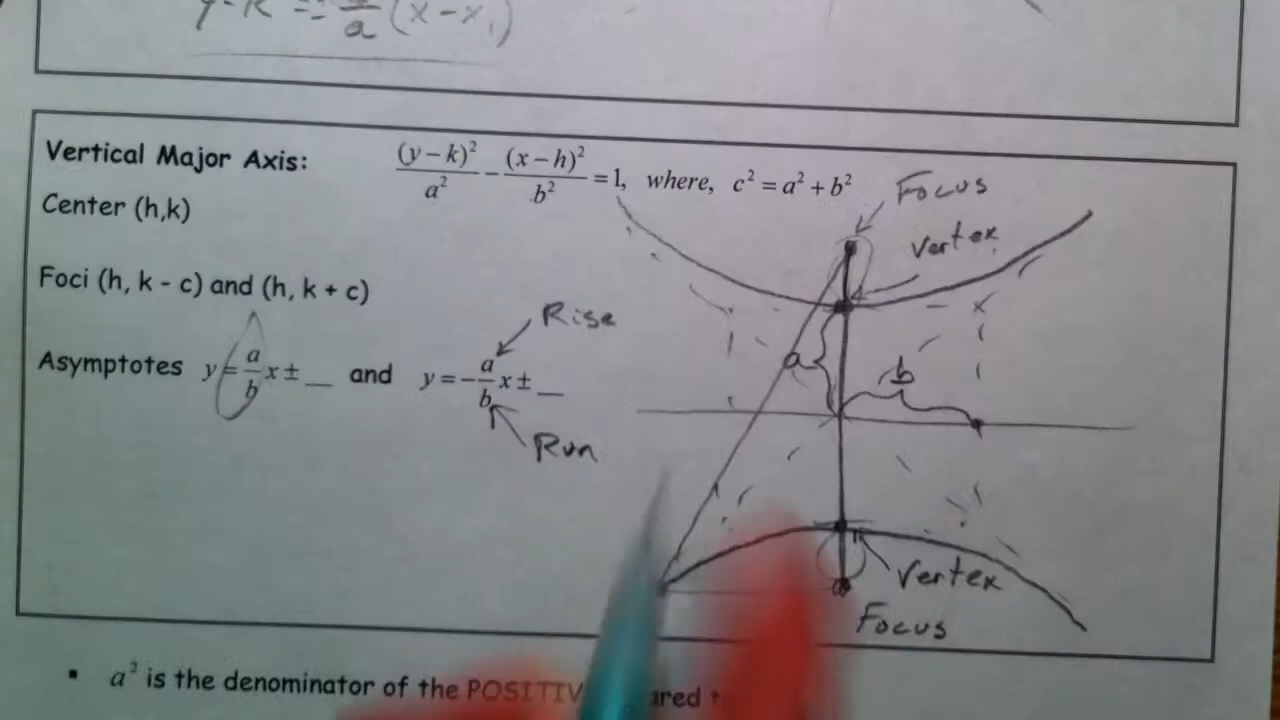 y-k = - a (x-x₁)
Vertical Major Axis: (y-k)²/a² - (x-h)²/b² = 1, where, c² = a² + b²
Center (h,k)
Focus
Vertex
Foci (h, k - c) and (h, k + c)
Rise
Asymptotes y = a/b x ± __ and y = - a/b x ± __
a
b
Run
Vertex
Focus
▪ a² is the denominator of the POSITIV